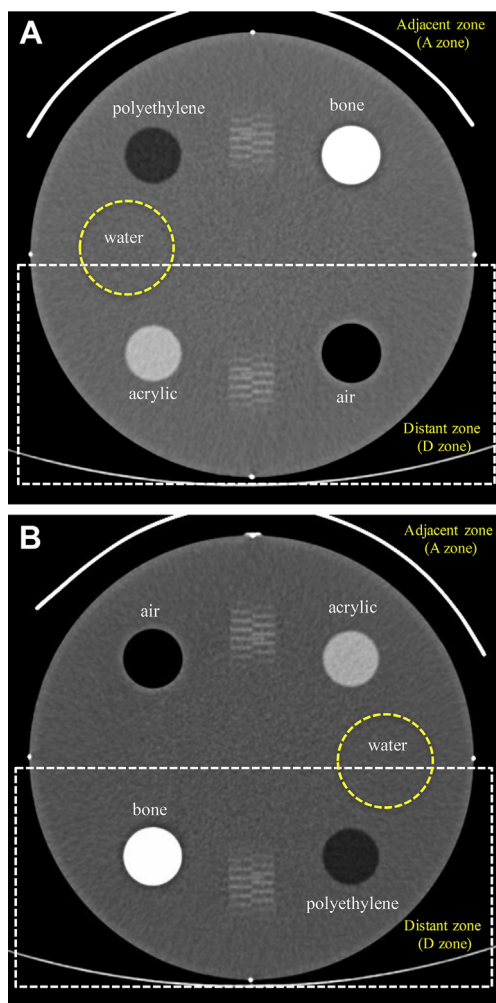 A
Adjacent zone
(A zone)
polyethylene
bone
water
acrylic
air
Distant zone
(D zone)
B
Adjacent zone
(A zone)
air
acrylic
water
bone
polyethylene
Distant zone
(D zone)